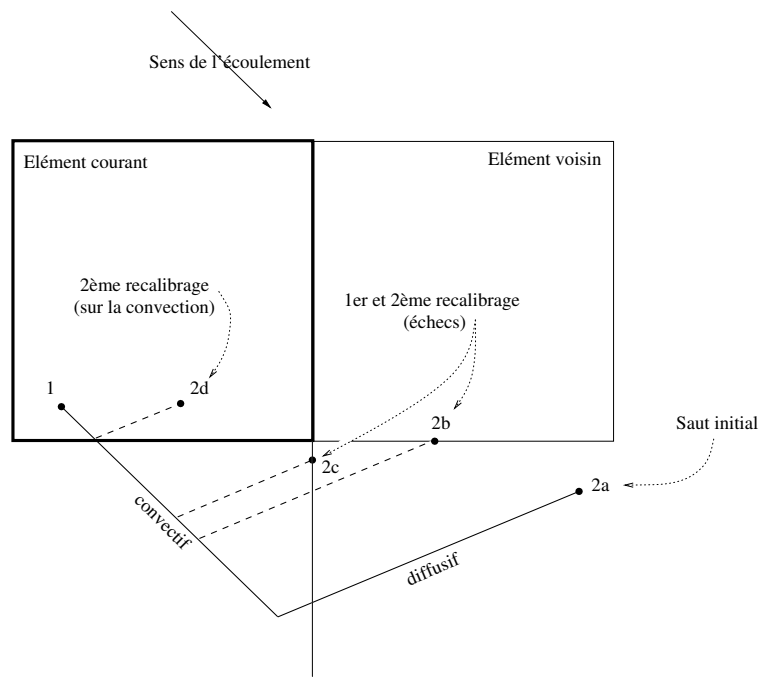 Sens de l'écoulement
Elément courant
Elément voisin
2ème recalibrage
(sur la convection)
1er et 2ème recalibrage
(échecs)
1
2d
2b
Saut initial
2c
2a
convectif
diffusif